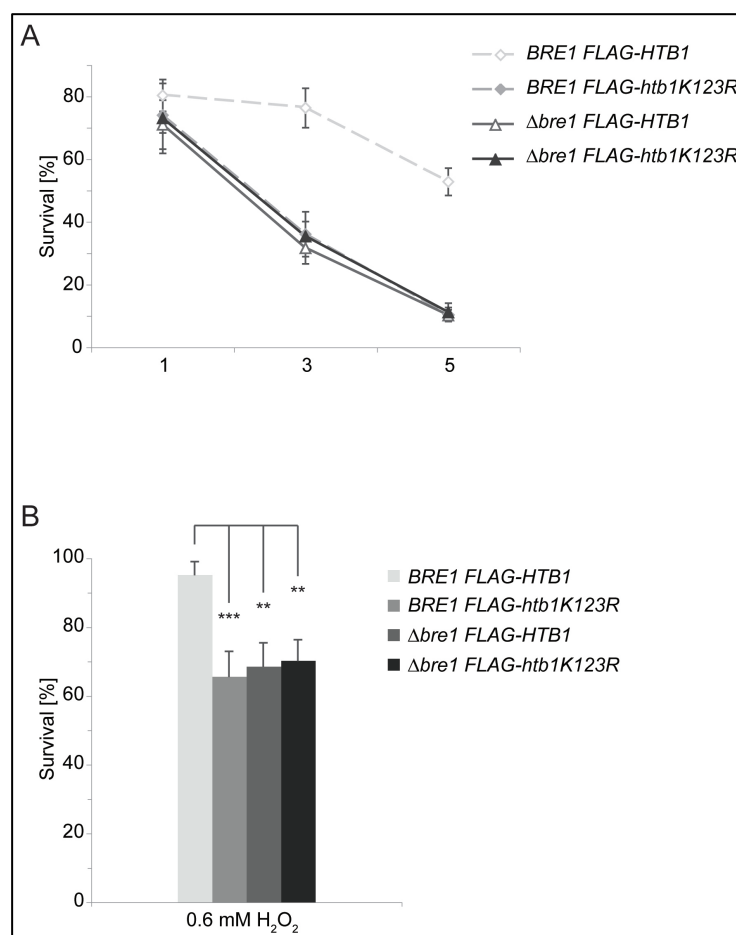 A
BRE1 FLAG-HTB1
BRE1 FLAG-htb1K123R
Δbre1 FLAG-HTB1
Δbre1 FLAG-htb1K123R
Survival [%]
80
60
40
20
0
1 3 5
B
100
80
60
40
20
0
Survival [%]
*** ** **
BRE1 FLAG-HTB1
BRE1 FLAG-htb1K123R
Δbre1 FLAG-HTB1
Δbre1 FLAG-htb1K123R
0.6 mM H₂O₂